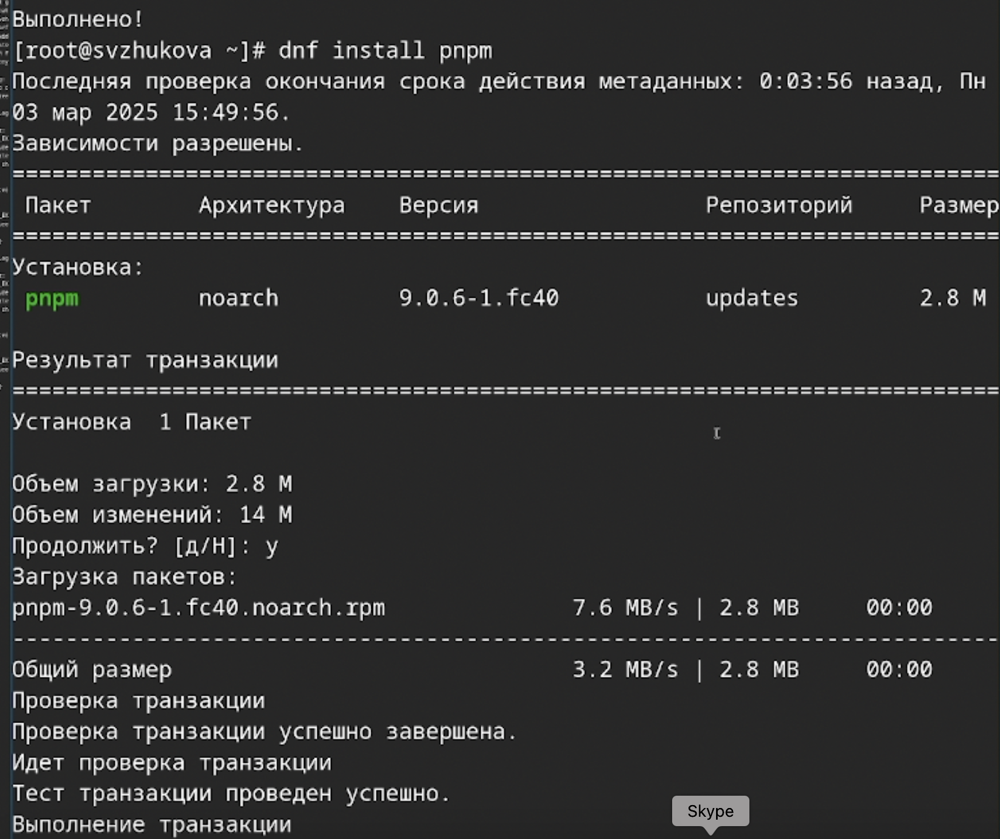 Выполнено!
[root@svzhukova ~]# dnf install pnpm
Последняя проверка окончания срока действия метаданных: 0:03:56 назад, Пн
03 мар 2025 15:49:56.
Зависимости разрешены.
================================================================================
Пакет Архитектура Версия Репозиторий Размер
================================================================================
Установка:
pnpm noarch 9.0.6-1.fc40 updates 2.8 M
Результат транзакции
================================================================================
Установка 1 Пакет
Объем загрузки: 2.8 M
Объем изменений: 14 M
Продолжить? [д/Н]: y
Загрузка пакетов:
pnpm-9.0.6-1.fc40.noarch.rpm 7.6 MB/s | 2.8 MB 00:00
--------------------------------------------------------------------------------
Общий размер 3.2 MB/s | 2.8 MB 00:00
Проверка транзакции
Проверка транзакции успешно завершена.
Идет проверка транзакции
Тест транзакции проведен успешно.
Skype
Выполнение транзакции